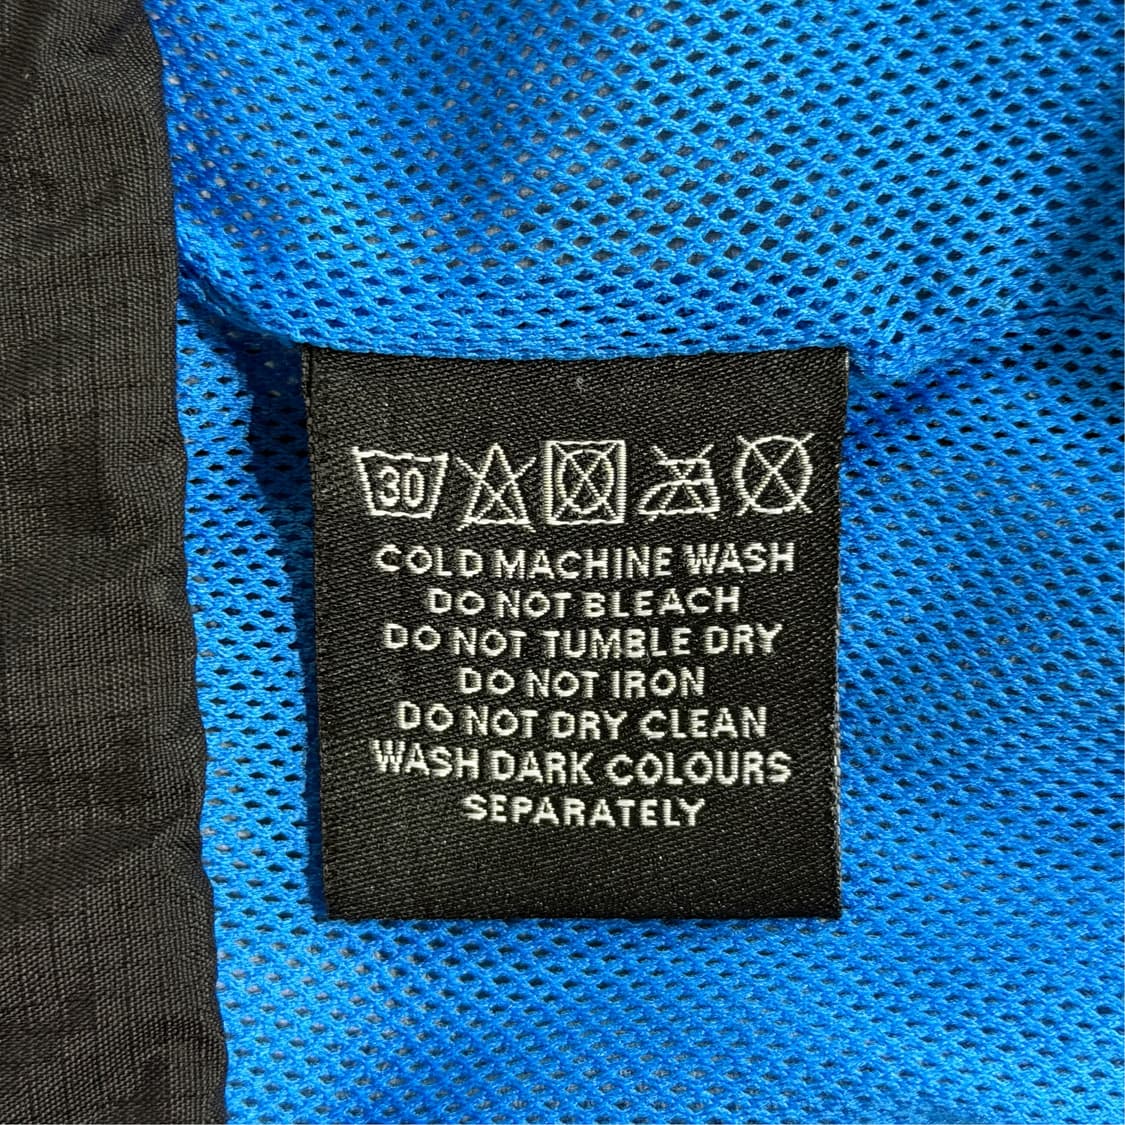 30
COLD MACHINE WASH
DO NOT BLEACH
DO NOT TUMBLE DRY
DO NOT IRON
DO NOT DRY CLEAN
WASH DARK COLOURS
SEPARATELY